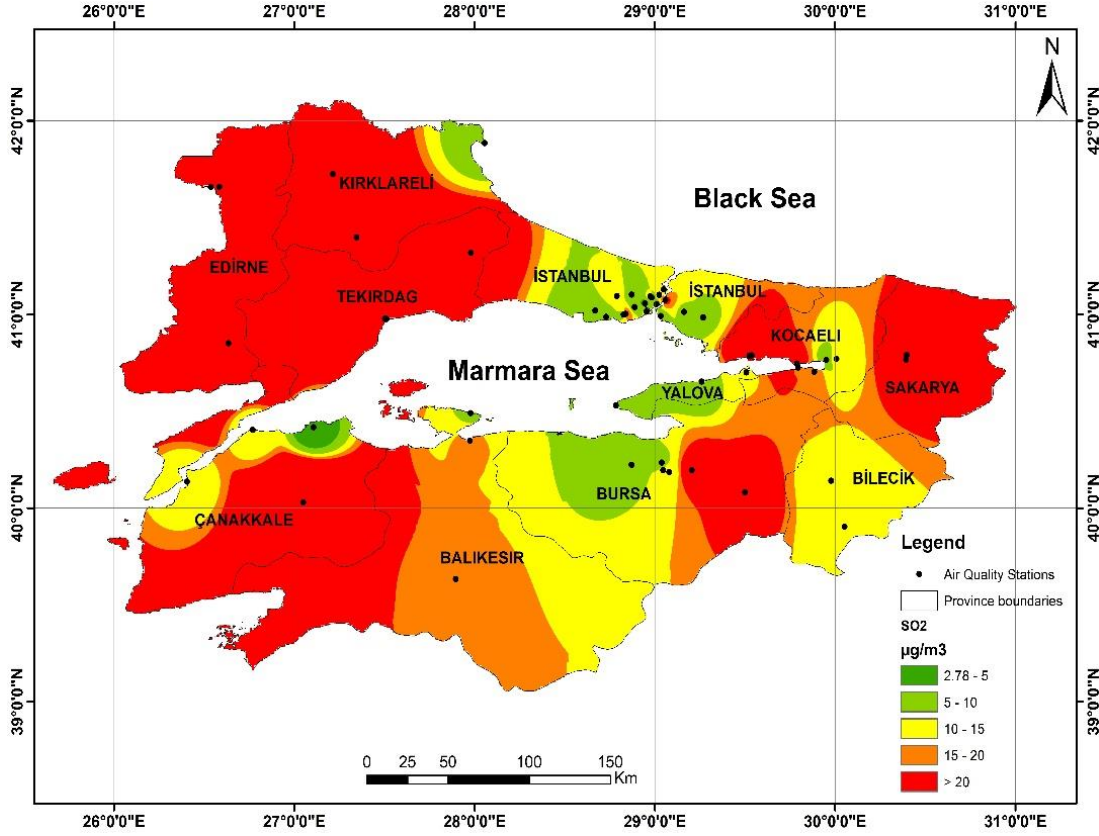 26°0'0"E 27°0'0"E 28°0'0"E 29°0'0"E 30°0'0"E 31°0'0"E
N
42°0'0"N 42°0'0"N
KIRKLARELİ
Black Sea
EDİRNE
İSTANBUL İSTANBUL
TEKIRDAG
41°0'0"N 41°0'0"N
KOCAELİ
Marmara Sea
YALOVA SAKARYA
BİLECİK
BURSA
40°0'0"N 40°0'0"N
ÇANAKKALE
BALIKESIR
Legend
Air Quality Stations
Province boundaries
SO2
µg/m3
2.78 - 5
5 - 10
10 - 15
15 - 20
> 20
39°0'0"N 39°0'0"N
0 25 50 100 150
Km
26°0'0"E 27°0'0"E 28°0'0"E 29°0'0"E 30°0'0"E 31°0'0"E